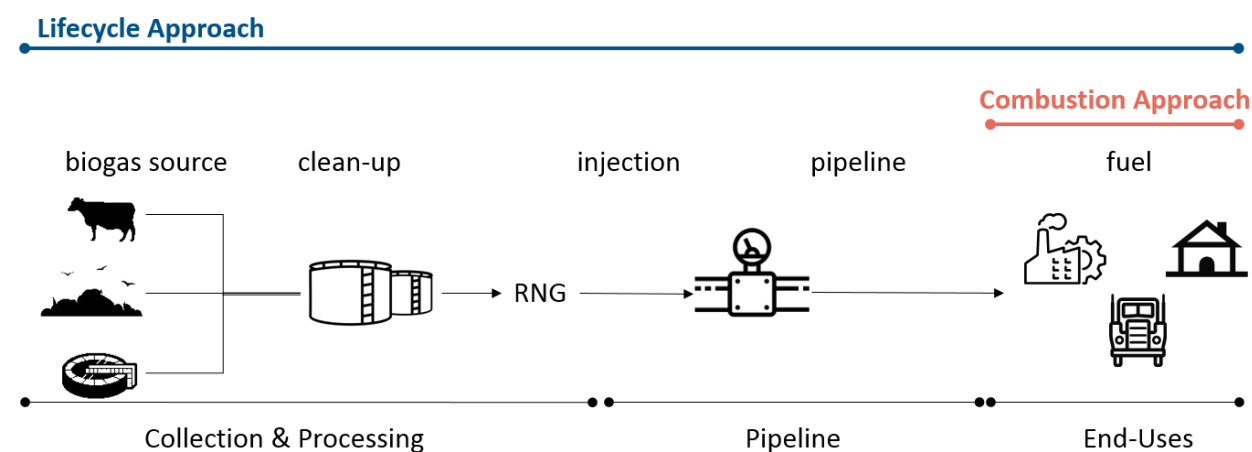 Lifecycle Approach
Combustion Approach
biogas source
clean-up
injection
pipeline
fuel
RNG
Collection & Processing
Pipeline
End-Uses